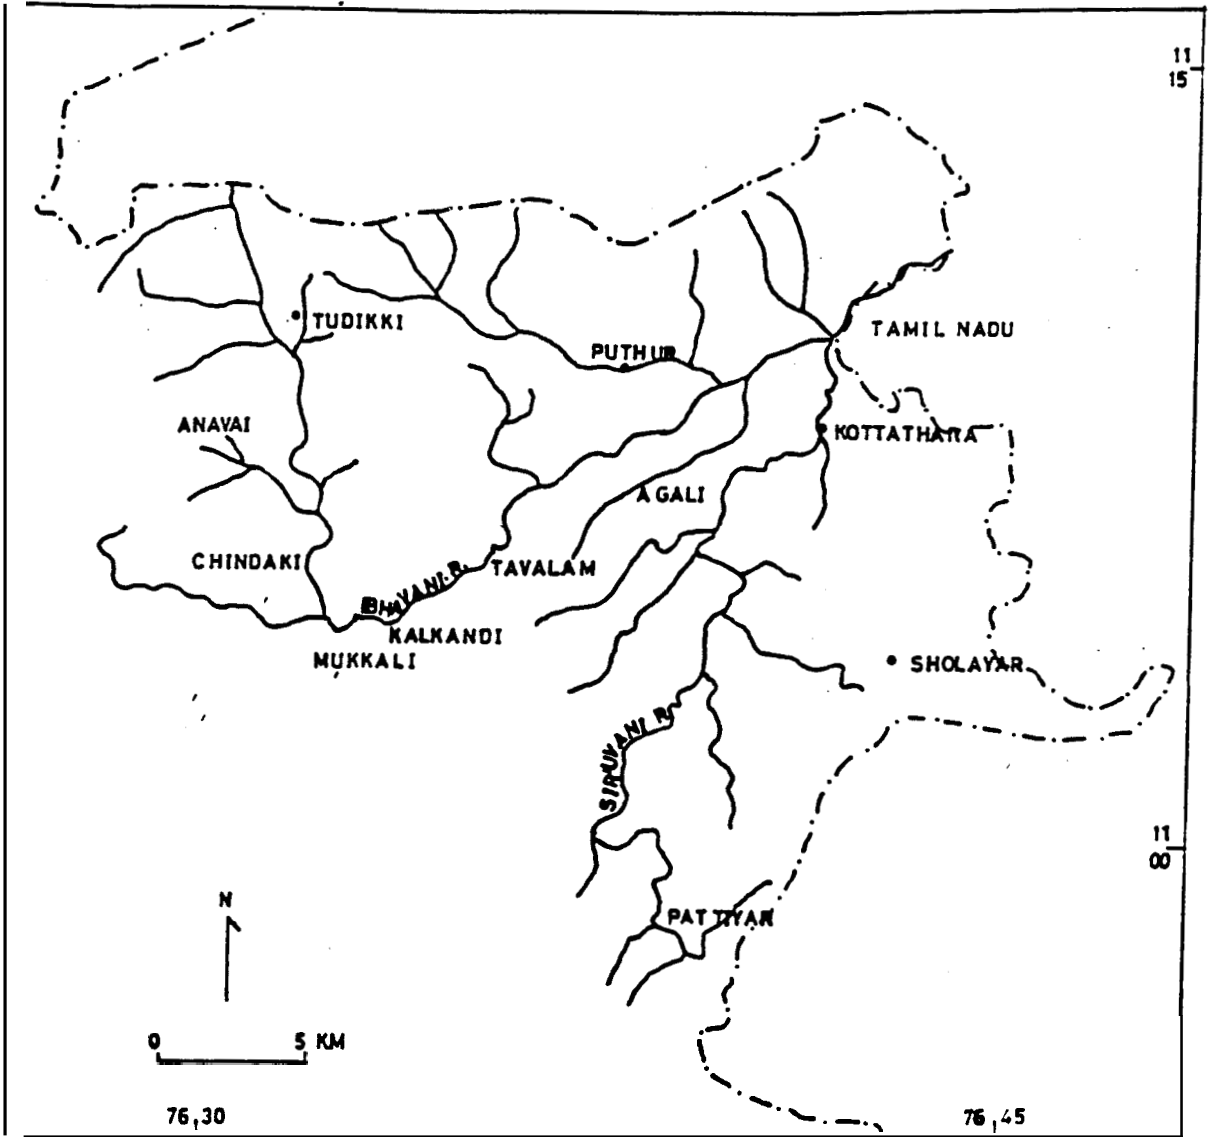 11
15
TUDIKKI
TAMIL NADU
PUTHUR
ANAVAI
KOTTATHARA
AGALI
CHINDAKI
TAVALAM
BHAVANI.R.
KALKANDI
MUKKALI
SHOLAYAR
SIRUVANI R
11
00
N
PATTIYAR
0 5 KM
76 30
76 45